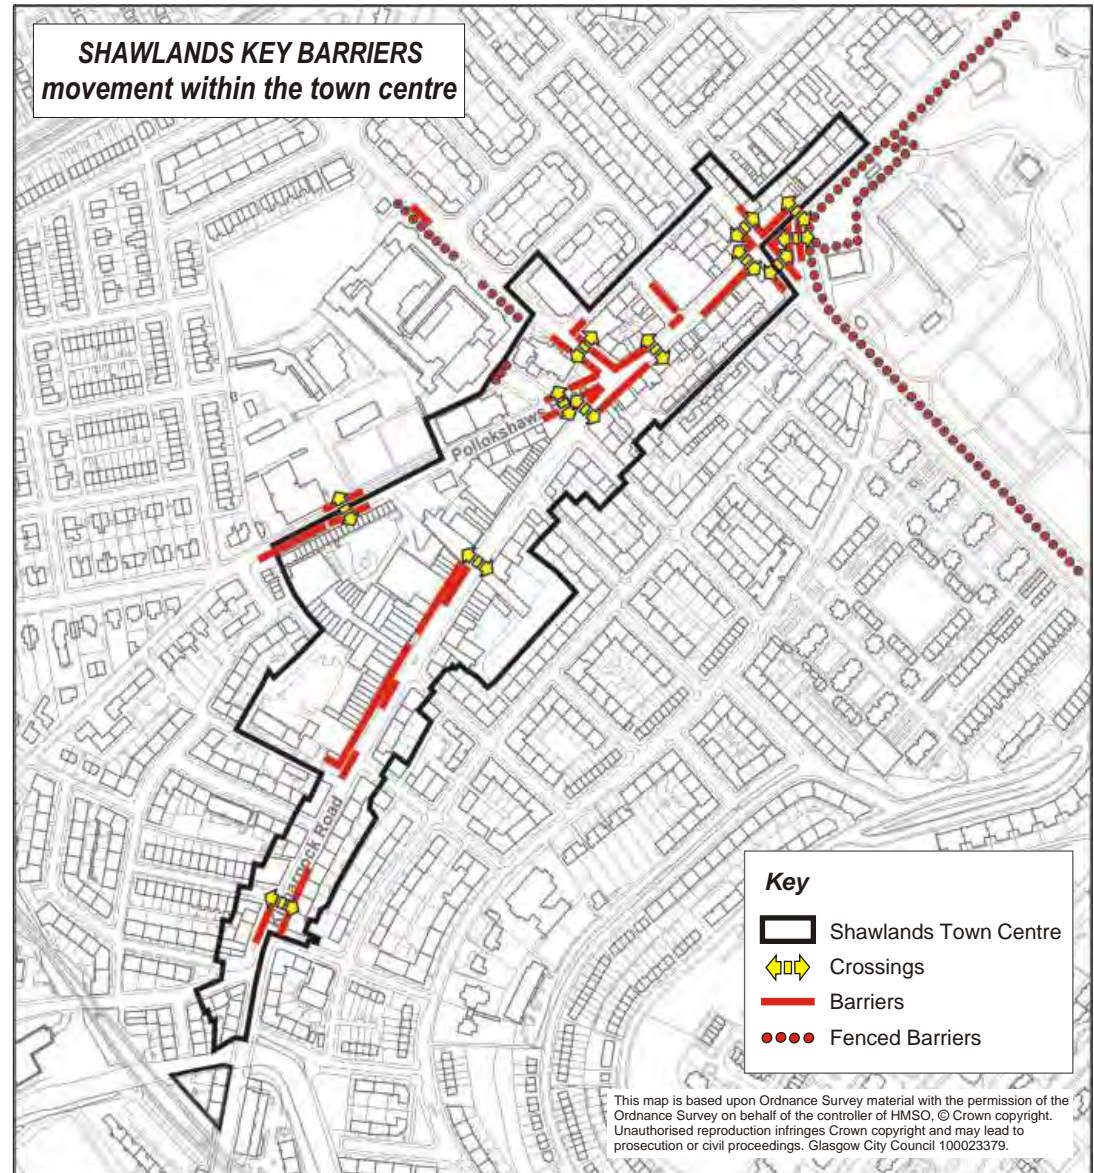 SHAWLANDS KEY BARRIERS
movement within the town centre
Pollokshaws
Kilmarnock Road
Key
Shawlands Town Centre
Crossings
Barriers
Fenced Barriers
This map is based upon Ordnance Survey material with the permission of the
Ordnance Survey on behalf of the controller of HMSO, © Crown copyright.
Unauthorised reproduction infringes Crown copyright and may lead to
prosecution or civil proceedings. Glasgow City Council 100023379.